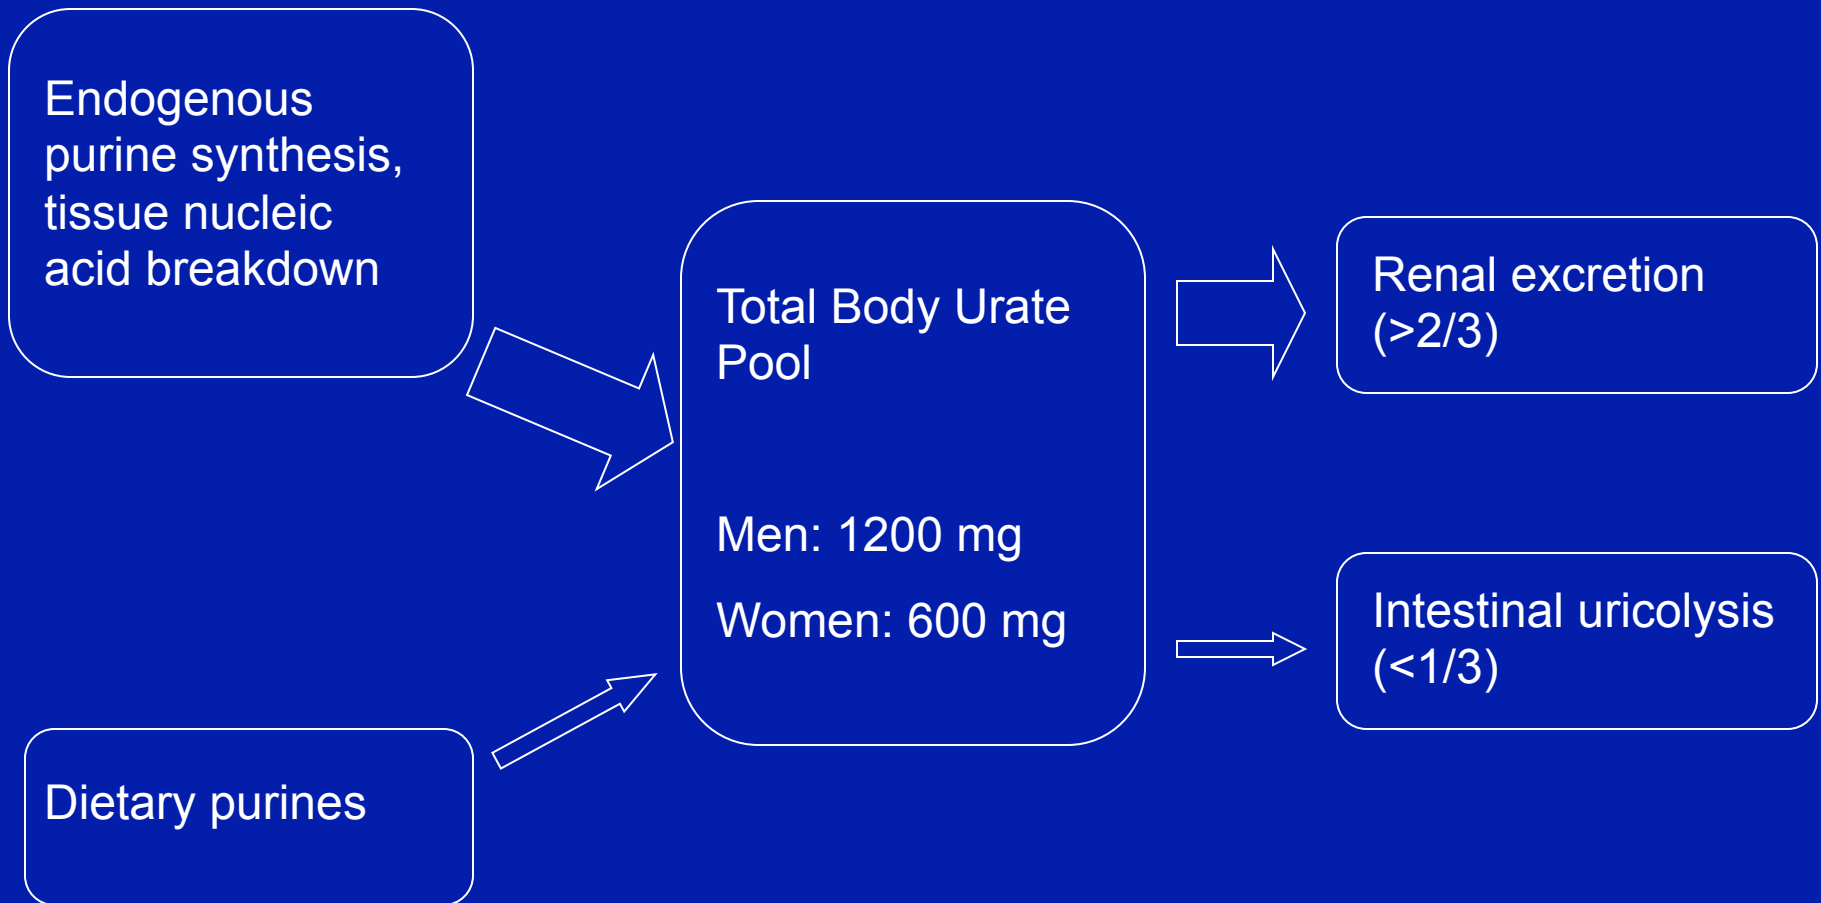 Endogenous
purine synthesis,
tissue nucleic
acid breakdown
Total Body Urate
Pool
Men: 1200 mg
Women: 600 mg
Renal excretion
(>2/3)
Intestinal uricolysis
(<1/3)
Dietary purines